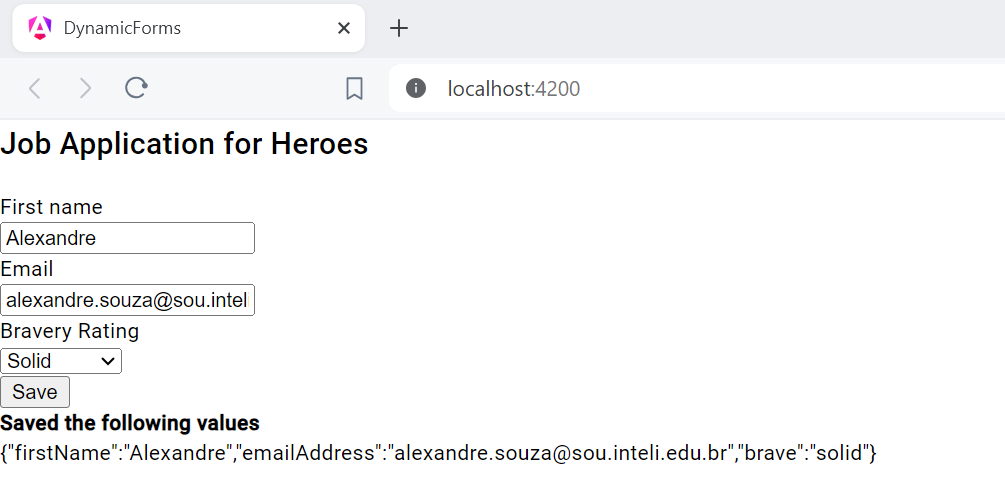 DynamicForms
localhost:4200
Job Application for Heroes
First name
Alexandre
Email
alexandre.souza@sou.inteli
Bravery Rating
Solid
Save
Saved the following values
{"firstName":"Alexandre","emailAddress":"alexandre.souza@sou.inteli.edu.br","brave":"solid"}